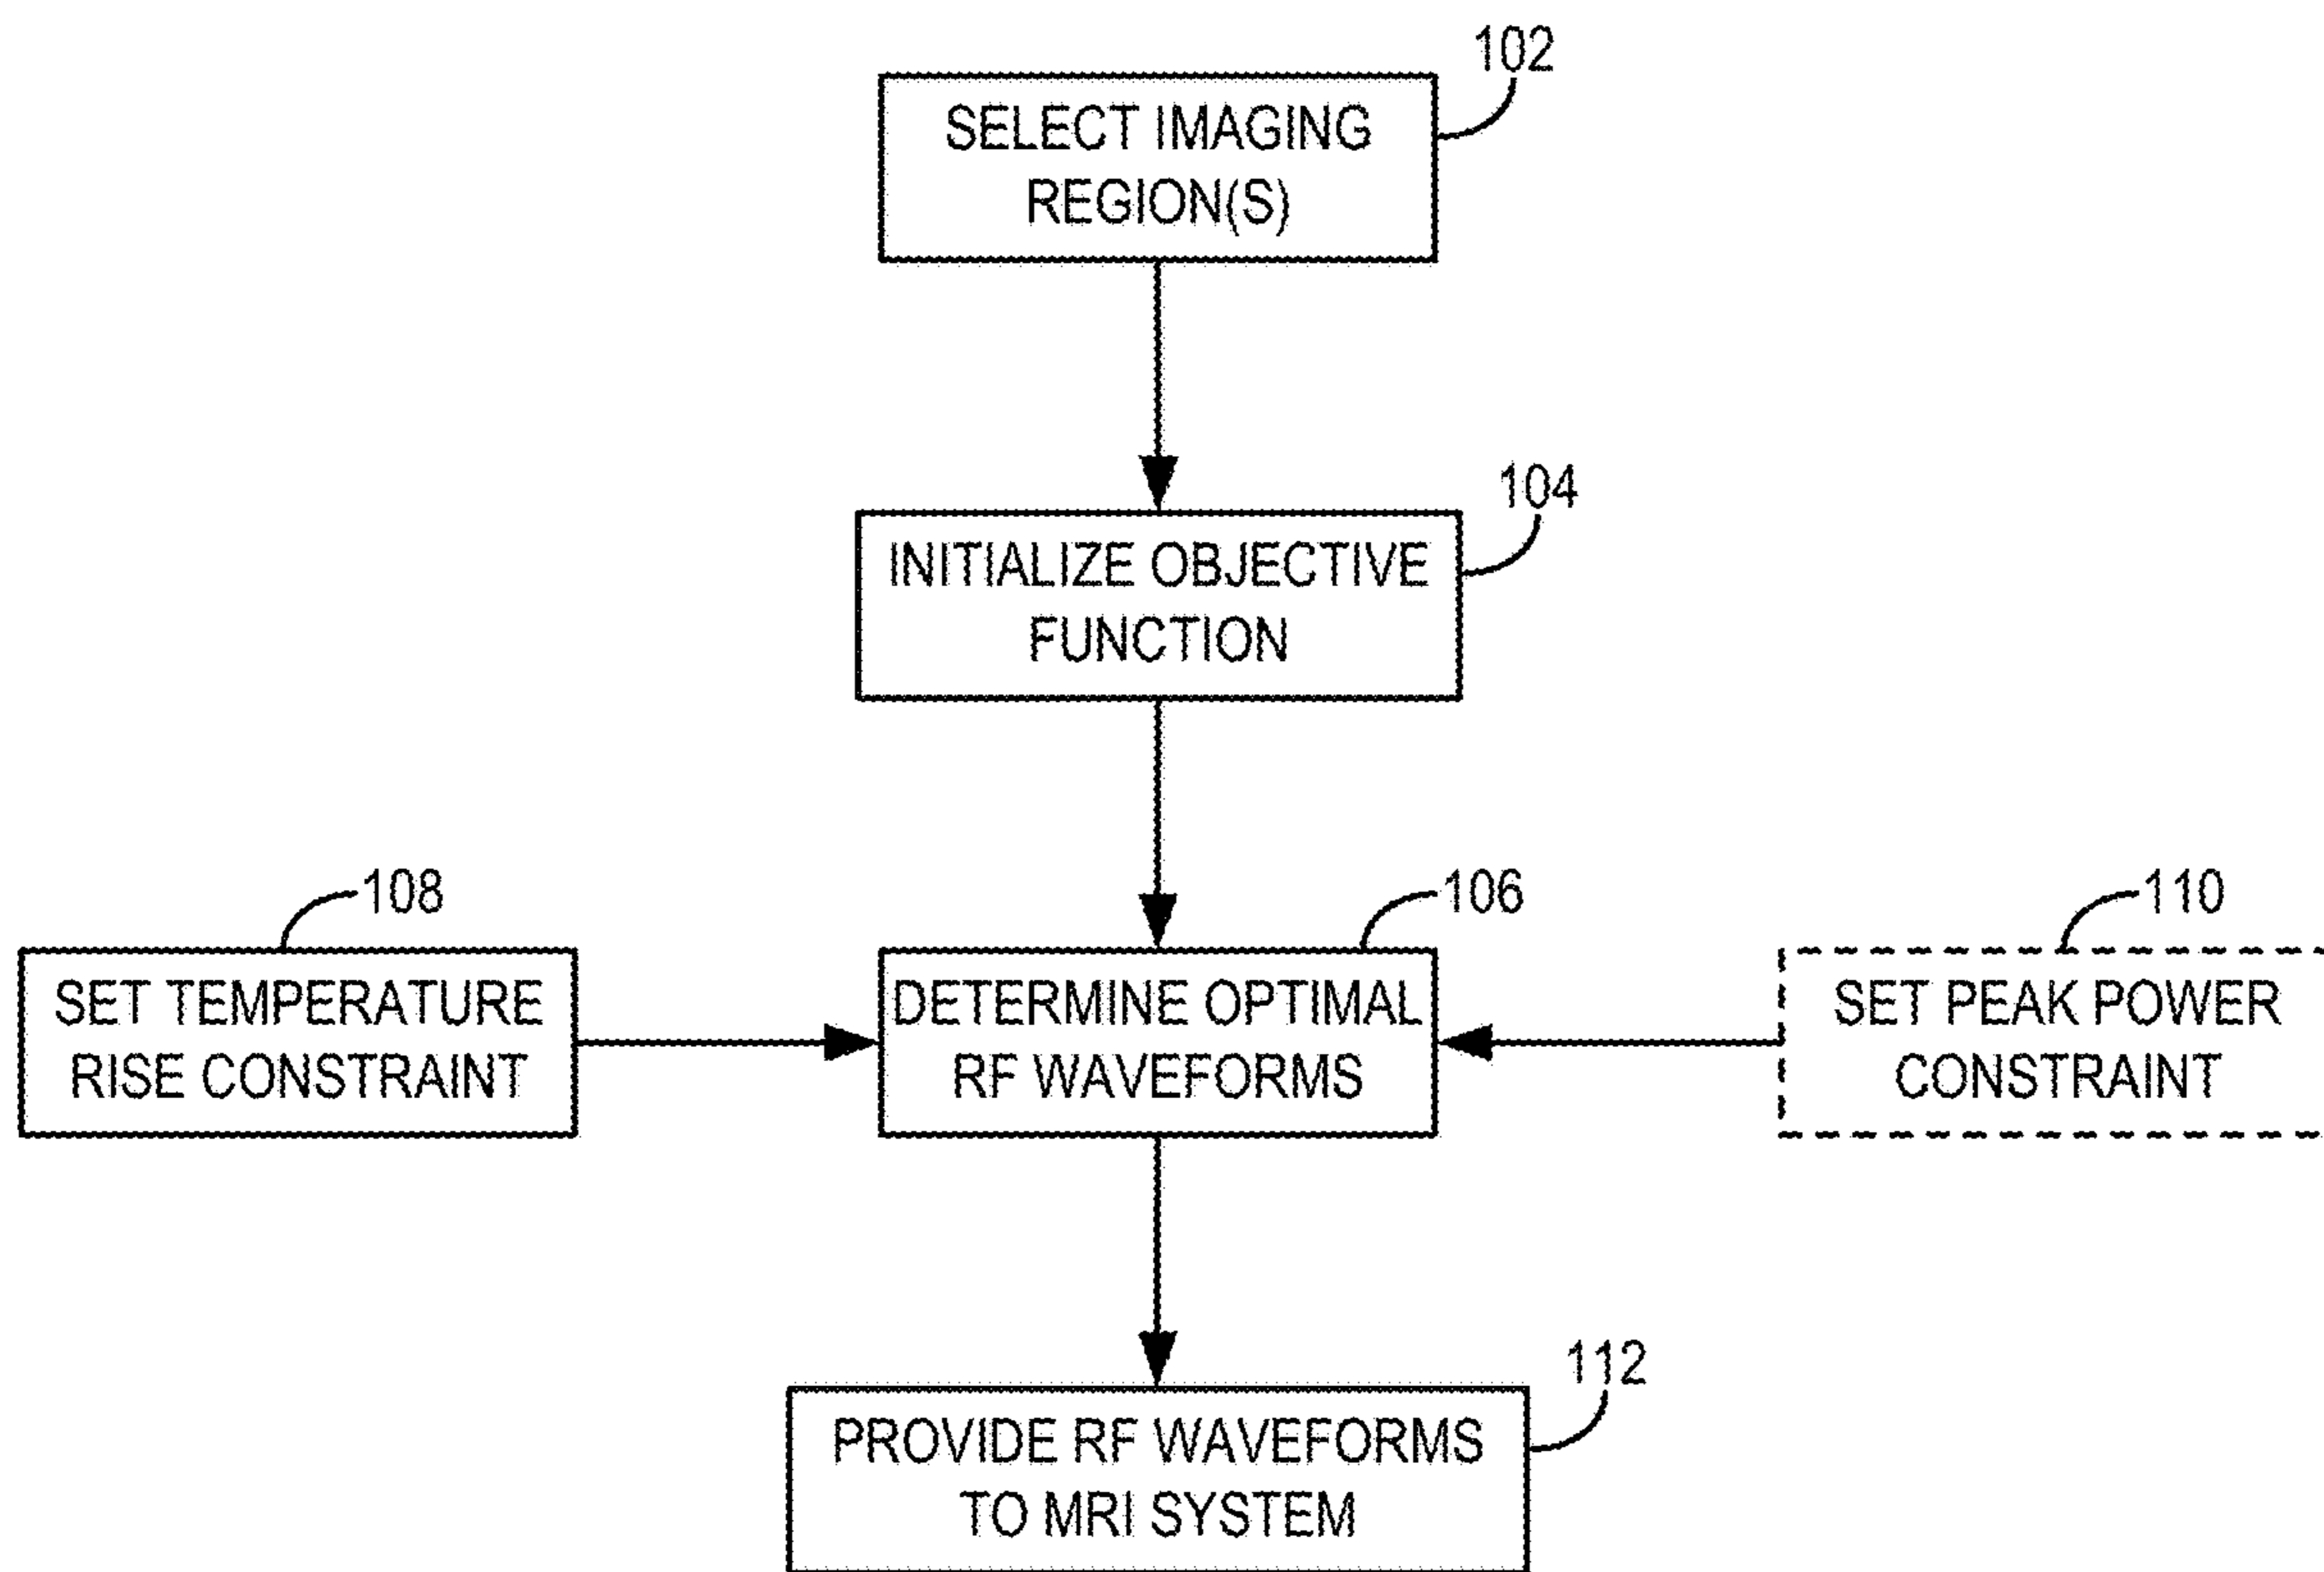 102
SELECT IMAGING
REGION(S)
104
INITIALIZE OBJECTIVE
FUNCTION
108
SET TEMPERATURE
RISE CONSTRAINT
106
DETERMINE OPTIMAL
RF WAVEFORMS
110
SET PEAK POWER
CONSTRAINT
112
PROVIDE RF WAVEFORMS
TO MRI SYSTEM